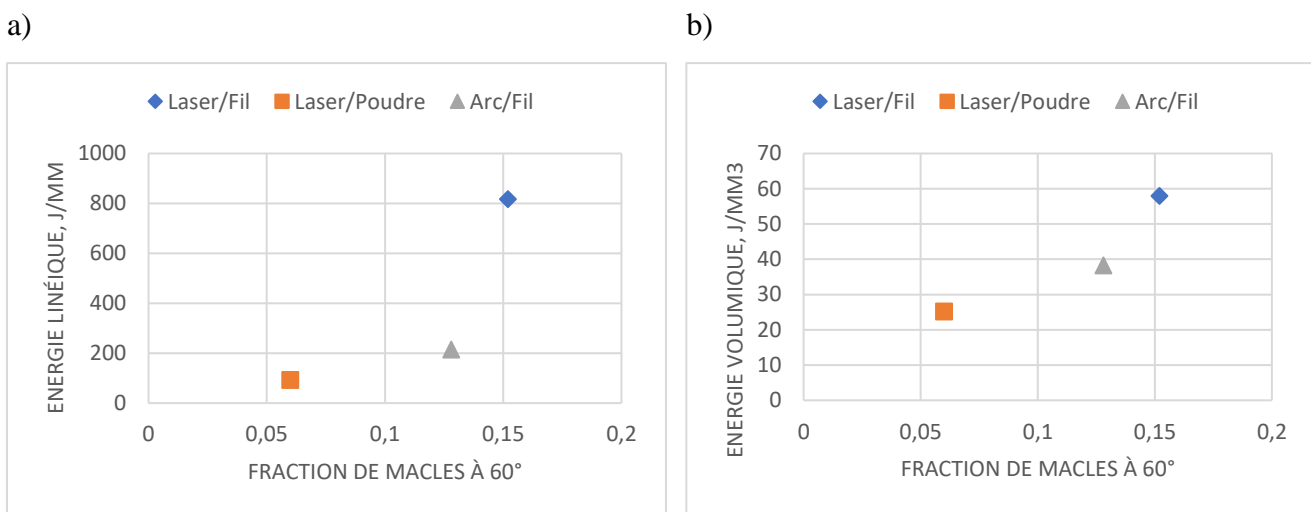 a)
Laser/Fil Laser/Poudre Arc/Fil
ENERGIE LINÉIQUE, J/MM
1000
800
600
400
200
0
0 0,05 0,1 0,15 0,2
FRACTION DE MACLES À 60°
b)
Laser/Fil Laser/Poudre Arc/Fil
ENERGIE VOLUMIQUE, J/MM3
70
60
50
40
30
20
10
0
0 0,05 0,1 0,15 0,2
FRACTION DE MACLES À 60°